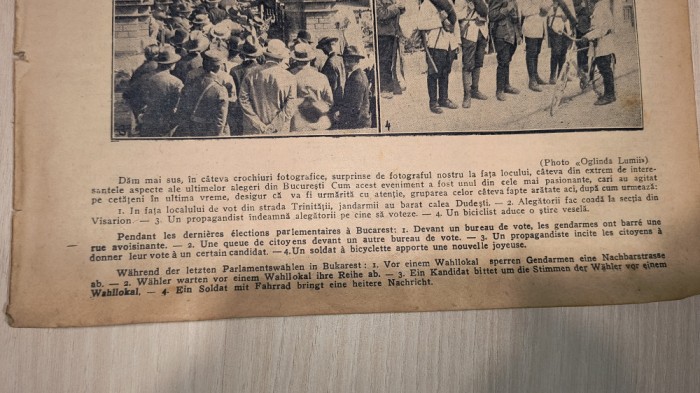 4
(Photo «Oglinda Lumii»)
Dăm mai sus, în câteva crochiuri fotografice, surprinse de fotograful nostru la fața locului, câteva din extrem de intere-
santele aspecte ale ultimelor alegeri din București Cum acest eveniment a fost unul din cele mai pasionante, cari au agitat
pe cetățeni în ultima vreme, desigur că va fi urmărită cu atenție, gruparea celor câteva fapte arătate aci, după cum urmează:
1. In fața localului de vot din strada Trinității, jandarmii au barat calea Dudești. — 2. Alegătorii fac coadă la secția din
Visarion. — 3. Un propagandist îndeamnă alegătorii pe cine să voteze. — 4. Un biciclist aduce o știre veselă.
Pendant les dernières élections parlementaires à Bucarest: 1. Devant un bureau de vote, les gendarmes ont barré une
rue avoisinante. — 2. Une queue de citoyens devant un autre bureau de vote. — 3. Un propagandiste incite les citoyens à
donner leur vote à un certain candidat. —4.Un soldat à bicyclette apporte une nouvelle joyeuse.
Während der letzten Parlamentswahlen in Bukarest: 1. Vor einem Wahllokal sperren Gendarmen eine Nachbarstrasse
ab. — 2. Wähler warten vor einem Wahllokal ihre Reihe ab. — 3. Ein Kandidat bittet um die Stimmen der Wähler vor einem
Wahllokal. — 4. Ein Soldat mit Fahrrad bringt eine heitere Nachricht.